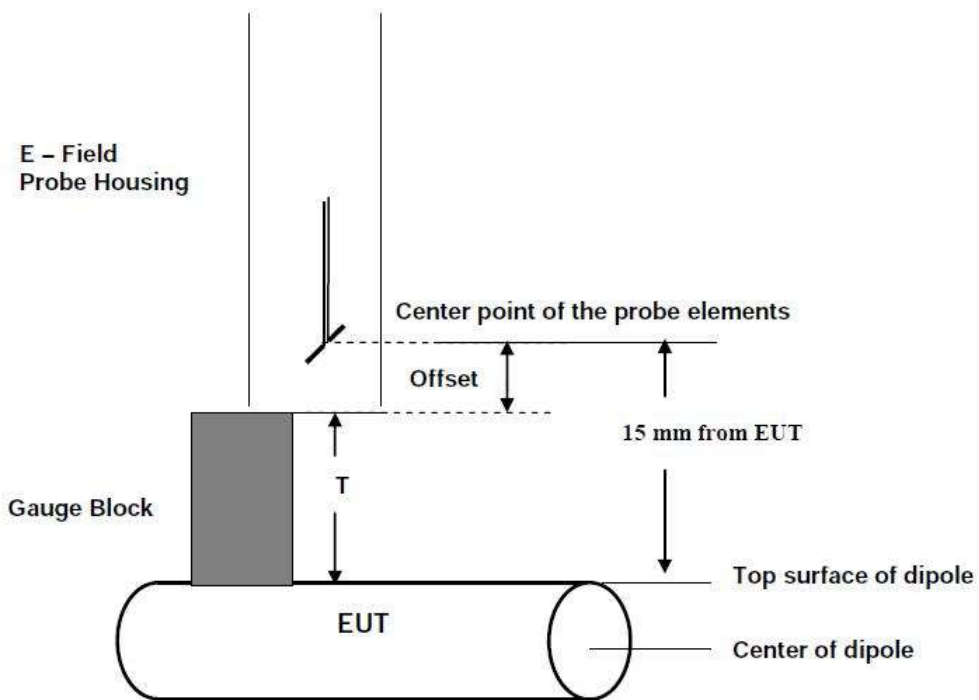 E – Field
Probe Housing
Center point of the probe elements
Offset
15 mm from EUT
T
Gauge Block
Top surface of dipole
EUT
Center of dipole